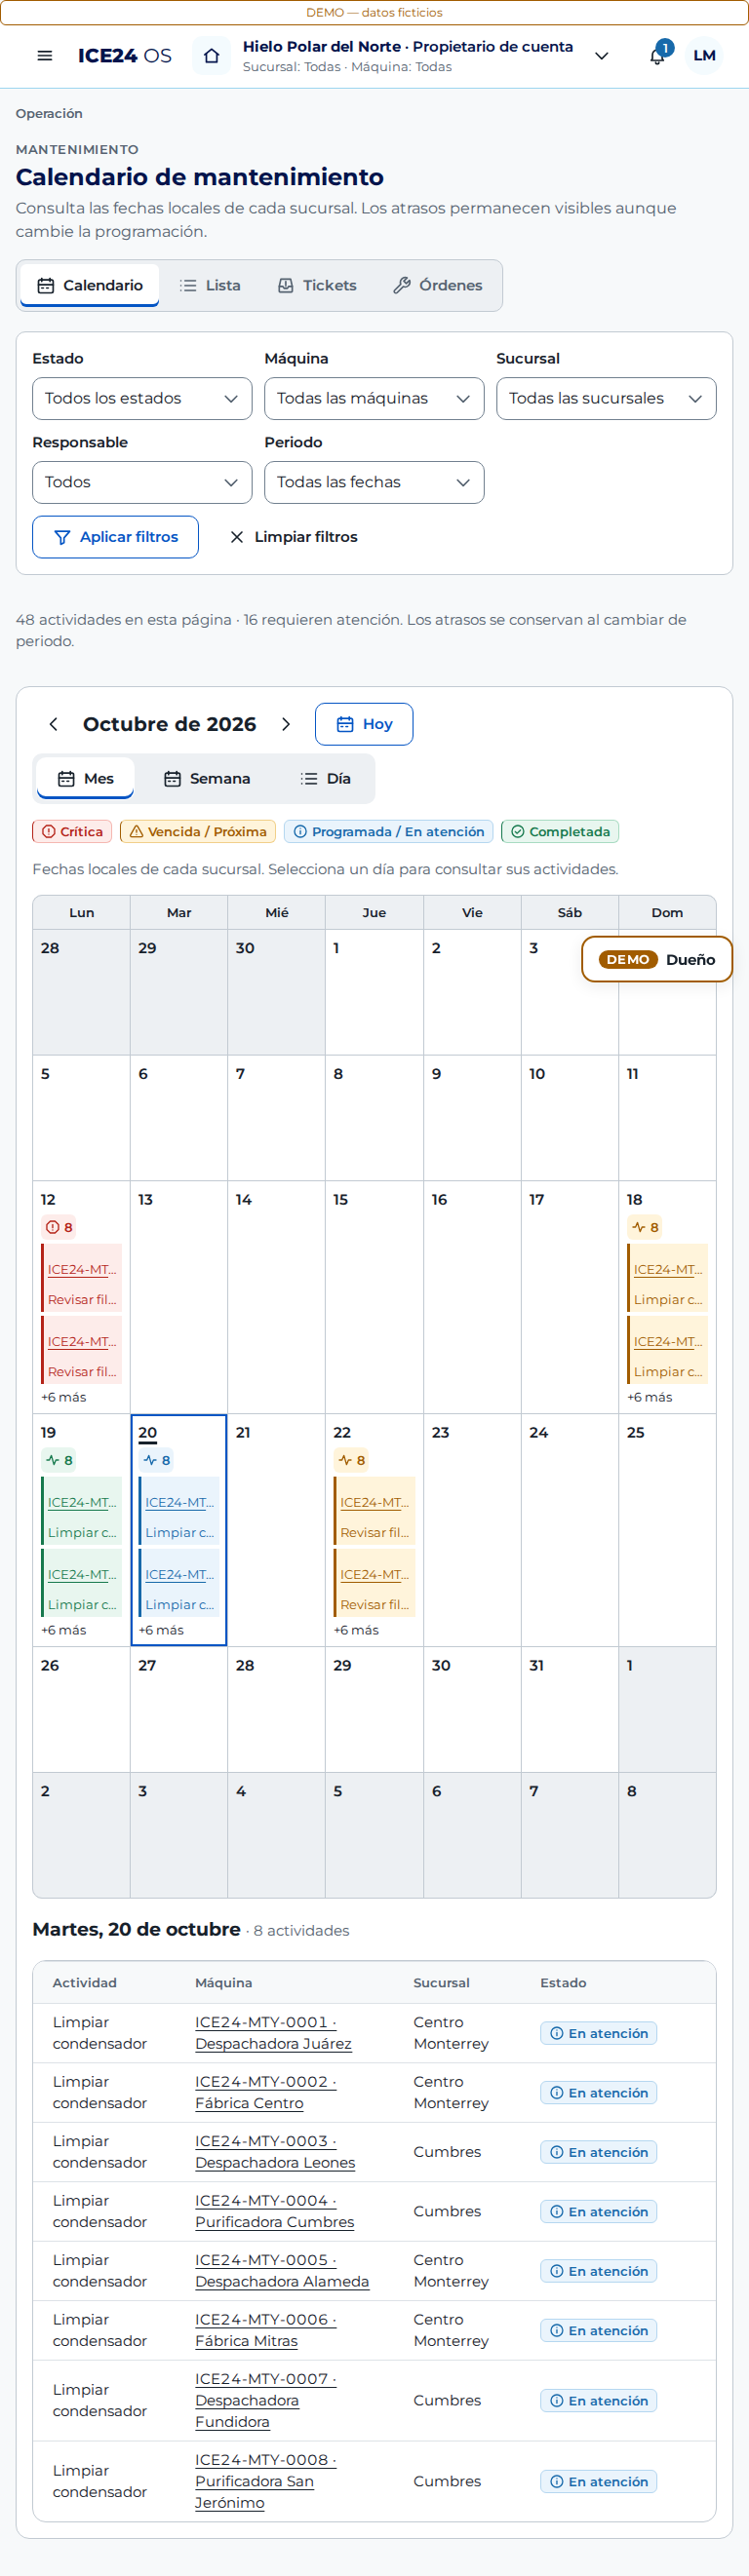 DEMO — datos ficticios
ICE24 OS
Hielo Polar del Norte · Propietario de cuenta
Sucursal: Todas · Máquina: Todas
1
LM
Operación
MANTENIMIENTO
Calendario de mantenimiento
Consulta las fechas locales de cada sucursal. Los atrasos permanecen visibles aunque
cambie la programación.
Calendario Lista Tickets Órdenes
Estado Máquina Sucursal
Todos los estados Todas las máquinas Todas las sucursales
Responsable Periodo
Todos Todas las fechas
Aplicar filtros Limpiar filtros
48 actividades en esta página · 16 requieren atención. Los atrasos se conservan al cambiar de
periodo.
Octubre de 2026 Hoy
Mes Semana Día
Crítica Vencida / Próxima Programada / En atención Completada
Fechas locales de cada sucursal. Selecciona un día para consultar sus actividades.
Lun Mar Mié Jue Vie Sáb Dom
28 29 30 1 2 3
DEMO Dueño
5 6 7 8 9 10 11
12 13 14 15 16 17 18
8 8
ICE24-MT... ICE24-MT...
Revisar fil... Limpiar c...
ICE24-MT... ICE24-MT...
Revisar fil... Limpiar c...
+6 más +6 más
19 20 21 22 23 24 25
8 8 8
ICE24-MT... ICE24-MT... ICE24-MT...
Limpiar c... Limpiar c... Revisar fil...
ICE24-MT... ICE24-MT... ICE24-MT...
Limpiar c... Limpiar c... Revisar fil...
+6 más +6 más +6 más
26 27 28 29 30 31 1
2 3 4 5 6 7 8
Martes, 20 de octubre · 8 actividades
Actividad Máquina Sucursal Estado
Limpiar ICE24-MTY-0001 · Centro
condensador Despachadora Juárez Monterrey En atención
Limpiar ICE24-MTY-0002 · Centro
condensador Fábrica Centro Monterrey En atención
Limpiar ICE24-MTY-0003 ·
condensador Despachadora Leones Cumbres En atención
Limpiar ICE24-MTY-0004 ·
condensador Purificadora Cumbres Cumbres En atención
Limpiar ICE24-MTY-0005 · Centro
condensador Despachadora Alameda Monterrey En atención
Limpiar ICE24-MTY-0006 · Centro
condensador Fábrica Mitras Monterrey En atención
Limpiar ICE24-MTY-0007 ·
condensador Despachadora Cumbres En atención
Fundidora
Limpiar ICE24-MTY-0008 ·
condensador Purificadora San Cumbres En atención
Jerónimo